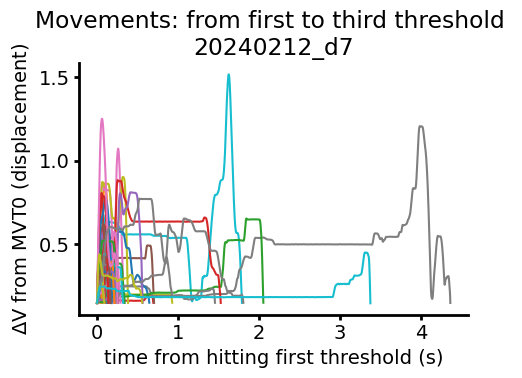 Movements: from first to third threshold
20240212_d7
ΔV from MVT0 (displacement)
1.5
1.0
0.5
0
1
2
3
4
time from hitting first threshold (s)